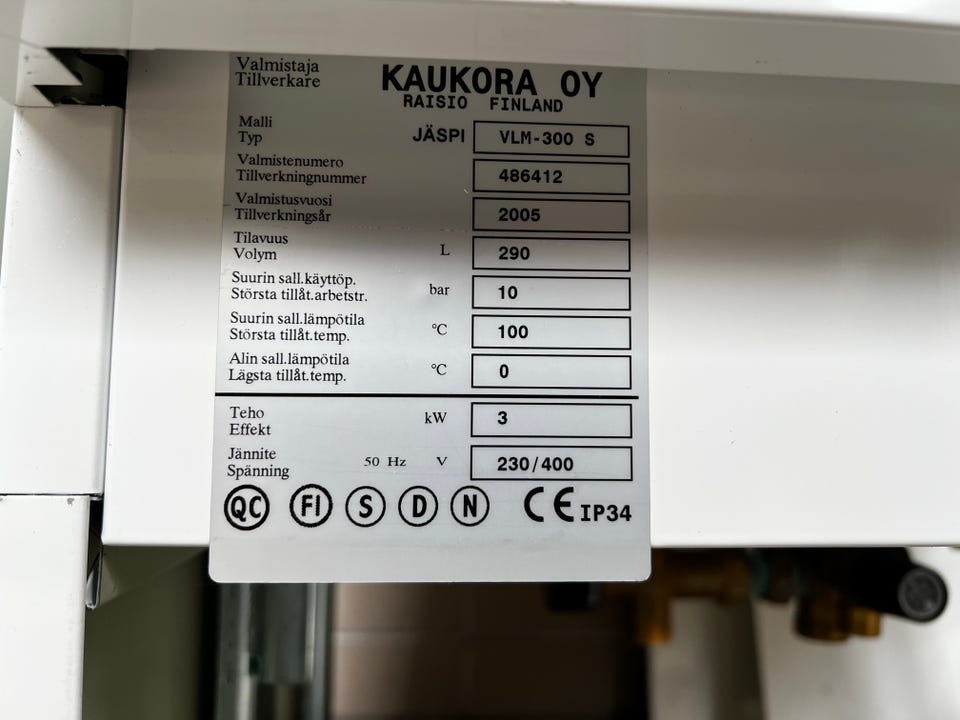 Valmistaja
Tillverkare
KAUKORA OY
RAISIO FINLAND
Malli
Typ
JÄSPI
VLM-300 S
Valmistenumero
Tillverkningnummer
486412
Valmistusvuosi
Tillverkningsår
2005
Tilavuus
Volym
L
290
Suurin sall.käyttöp.
Största tillåt.arbetstr.
bar
10
Suurin sall.lämpötila
Största tillåt.temp.
°C
100
Alin sall.lämpötila
Lägsta tillåt.temp.
°C
0
Teho
Effekt
kW
3
Jännite
Spänning
50 Hz V
230/400
QC FI S D N CE IP34